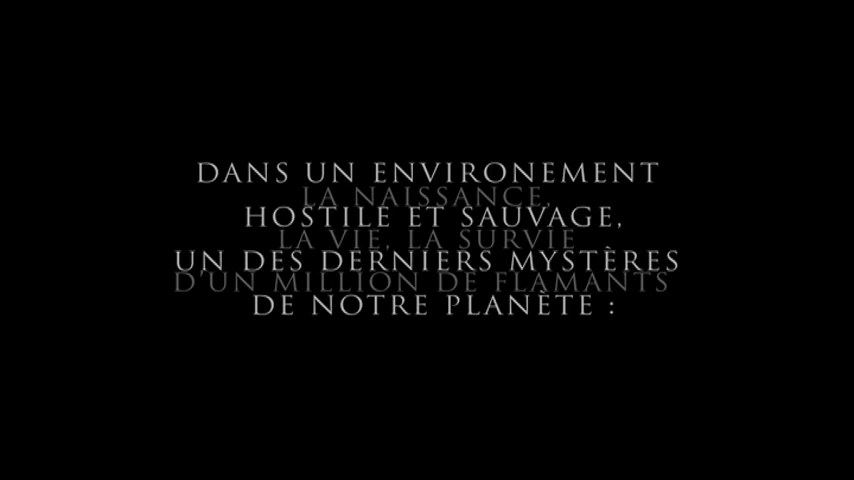 DANS UN ENVIRONEMENT
LA NAISSANCE,
HOSTILE ET SAUVAGE,
LA VIE, LA SURVIE
UN DES DERNIERS MYSTÈRES
D'UN MILLION DE FLAMANTS
DE NOTRE PLANÈTE :